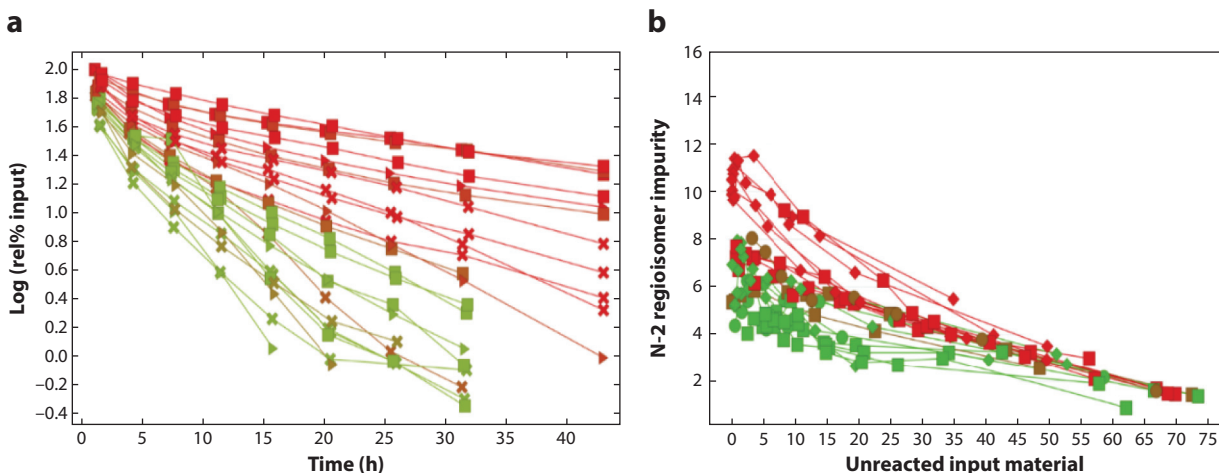 a
b
2.0
1.8
1.6
1.4
1.2
1.0
0.8
0.6
0.4
0.2
0.0
−0.2
−0.4
Log (rel% input)
0 5 10 15 20 25 30 35 40
Time (h)
16
14
12
10
8
6
4
2
N-2 regioisomer impurity
0 5 10 15 20 25 30 35 40 45 50 55 60 65 70 75
Unreacted input material